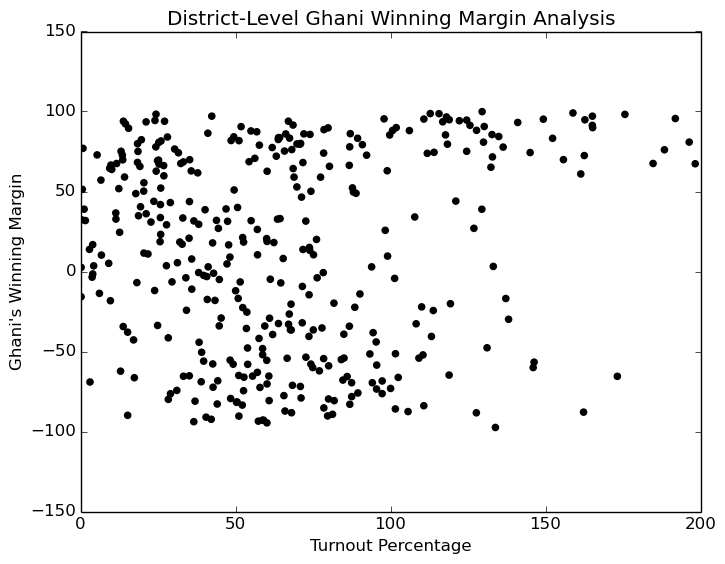 District-Level Ghani Winning Margin Analysis
150
100
50
0
−50
−100
−150
Ghani's Winning Margin
0 50 100 150 200
Turnout Percentage